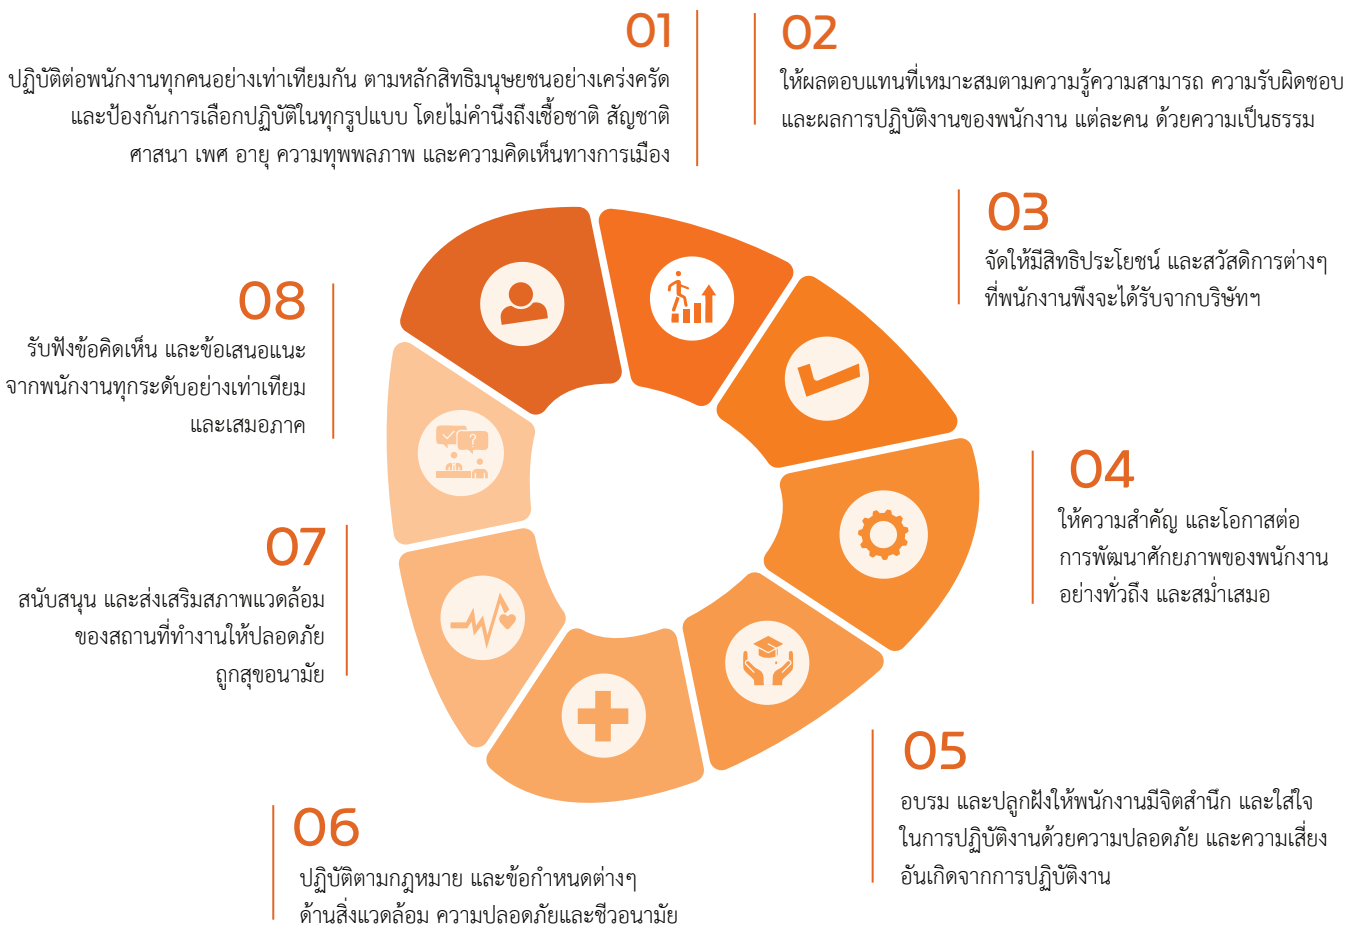 01
ปฏิบัติต่อพนักงานทุกคนอย่างเท่าเทียมกัน ตามหลักสิทธิมนุษยชนอย่างเคร่งครัด
และป้องกันการเลือกปฏิบัติในทุกรูปแบบ โดยไม่คำนึงถึงเชื้อชาติ สัญชาติ
ศาสนา เพศ อายุ ความทุพพลภาพ และความคิดเห็นทางการเมือง
02
ให้ผลตอบแทนที่เหมาะสมตามความรู้ความสามารถ ความรับผิดชอบ
และผลการปฏิบัติงานของพนักงาน แต่ละคน ด้วยความเป็นธรรม
03
จัดให้มีสิทธิประโยชน์ และสวัสดิการต่างๆ
ที่พนักงานพึงจะได้รับจากบริษัทฯ
04
ให้ความสำคัญ และโอกาสต่อ
การพัฒนาศักยภาพของพนักงาน
อย่างทั่วถึง และสม่ำเสมอ
05
อบรม และปลูกฝังให้พนักงานมีจิตสำนึก และใส่ใจ
ในการปฏิบัติงานด้วยความปลอดภัย และความเสี่ยง
อันเกิดจากการปฏิบัติงาน
06
ปฏิบัติตามกฎหมาย และข้อกำหนดต่างๆ
ด้านสิ่งแวดล้อม ความปลอดภัยและชีวอนามัย
07
สนับสนุน และส่งเสริมสภาพแวดล้อม
ของสถานที่ทำงานให้ปลอดภัย
ถูกสุขอนามัย
08
รับฟังข้อคิดเห็น และข้อเสนอแนะ
จากพนักงานทุกระดับอย่างเท่าเทียม
และเสมอภาค
?